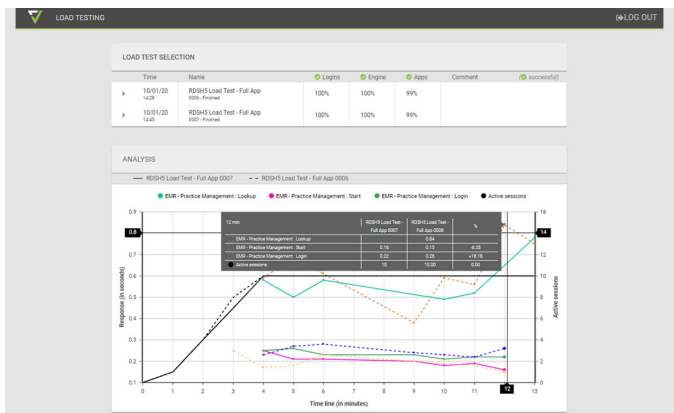 LOAD TESTING
LOG OUT
LOAD TEST SELECTION
Time Name Logins Engine Apps Comment ( successful)
10/01/20 RDSH5 Load Test - Full App 100% 100% 99%
14:28 0006 - Finished
10/01/20 RDSH5 Load Test - Full App 100% 100% 99%
14:45 0007 - Finished
ANALYSIS
RDSH5 Load Test - Full App 0007 RDSH5 Load Test - Full App 0006
EMR - Practice Management : Lookup EMR - Practice Management : Start EMR - Practice Management : Login Active sessions
0.9 16
12 min RDSH5 Load Test - Full App 0007 RDSH5 Load Test - Full App 0006 %
0.8 14
EMR - Practice Management : Lookup 0.84
EMR - Practice Management : Start 0.16 0.15 -6.25
EMR - Practice Management : Login 0.22 0.26 +18.18
Active sessions 10 10.00 0.00
0.7 12
0.6 10
0.5 8
0.4 6
0.3 4
0.2 2
0.1 0
Response (in seconds)
Active sessions
0 1 2 3 4 5 6 7 8 9 10 11 12 13
Time line (in minutes)